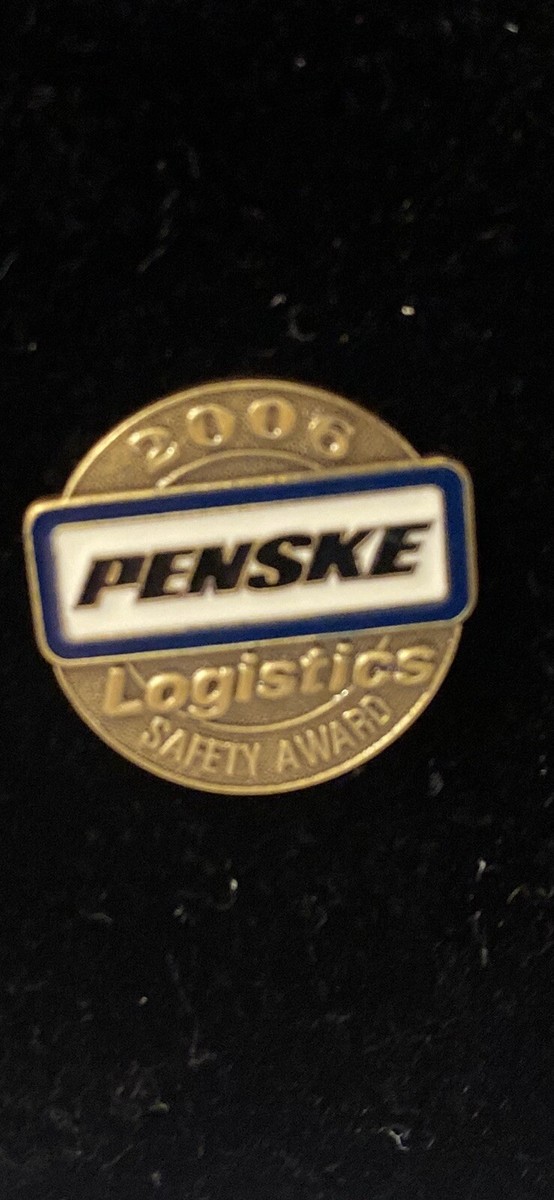 2006
PENSKE
Logistics
SAFETY AWARD